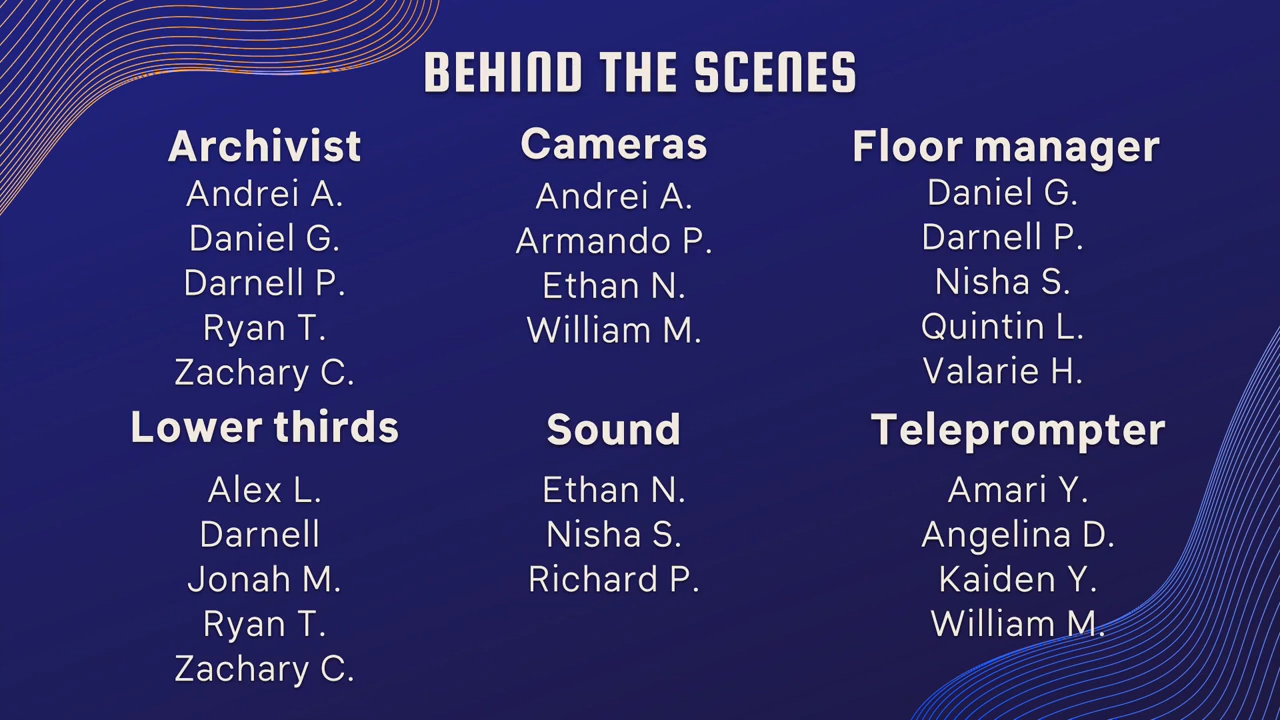 BEHIND THE SCENES
Archivist
Andrei A.
Daniel G.
Darnell P.
Ryan T.
Zachary C.
Cameras
Andrei A.
Armando P.
Ethan N.
William M.
Floor manager
Daniel G.
Darnell P.
Nisha S.
Quintin L.
Valarie H.
Lower thirds
Alex L.
Darnell
Jonah M.
Ryan T.
Zachary C.
Sound
Ethan N.
Nisha S.
Richard P.
Teleprompter
Amari Y.
Angelina D.
Kaiden Y.
William M.